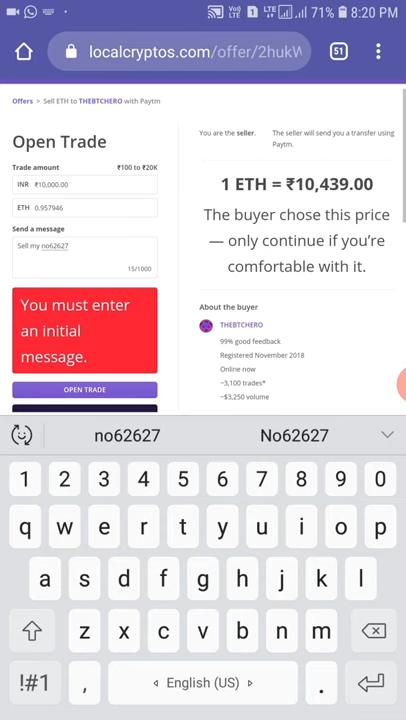 Vo))
LTE
1
LTE
71%
8:20 PM
localcryptos.com/offer/2huk
51
Offers > Sell ETH to THEBTCHERO with Paytm
Open Trade
Trade amount
₹100 to ₹20K
INR ₹10,000.00
ETH 0.957946
Send a message
Sell my no62627
15/1000
You must enter
an initial
message.
OPEN TRADE
You are the seller.
The seller will send you a transfer using
Paytm.
1 ETH = ₹10,439.00
The buyer chose this price
— only continue if you're
comfortable with it.
About the buyer
THEBTCHERO
99% good feedback
Registered November 2018
Online now
~3,100 trades*
~$3,250 volume
no62627
No62627
1 2 3 4 5 6 7 8 9 0
q w e r t y u i o p
a s d f g h j k l
z x c v b n m
!#1 , English (US) .